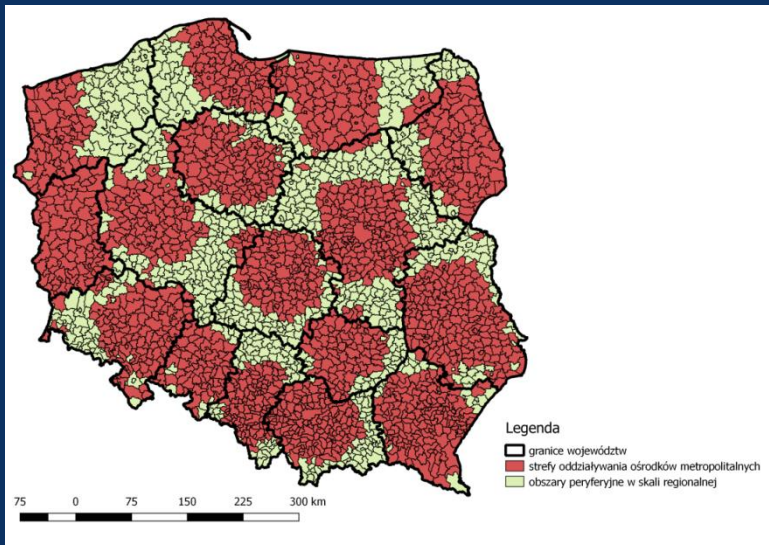 Legenda
granice województw
strefy oddziaływania ośrodków metropolitalnych
obszary peryferyjne w skali regionalnej
75 0 75 150 225 300 km